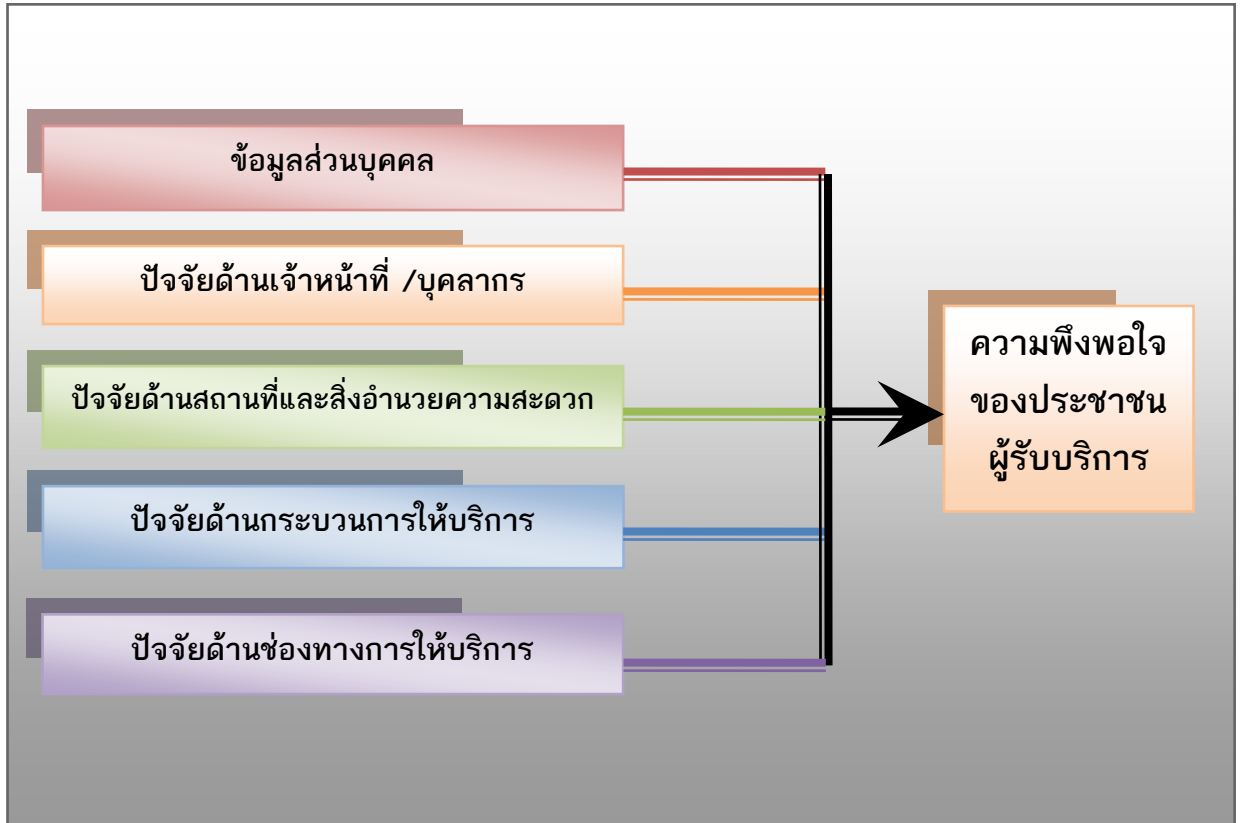 ข้อมูลส่วนบุคคล
ปัจจัยด้านเจ้าหน้าที่ /บุคลากร
ปัจจัยด้านสถานที่และสิ่งอำนวยความสะดวก
ปัจจัยด้านกระบวนการให้บริการ
ปัจจัยด้านช่องทางการให้บริการ
ความพึงพอใจ
ของประชาชน
ผู้รับบริการ